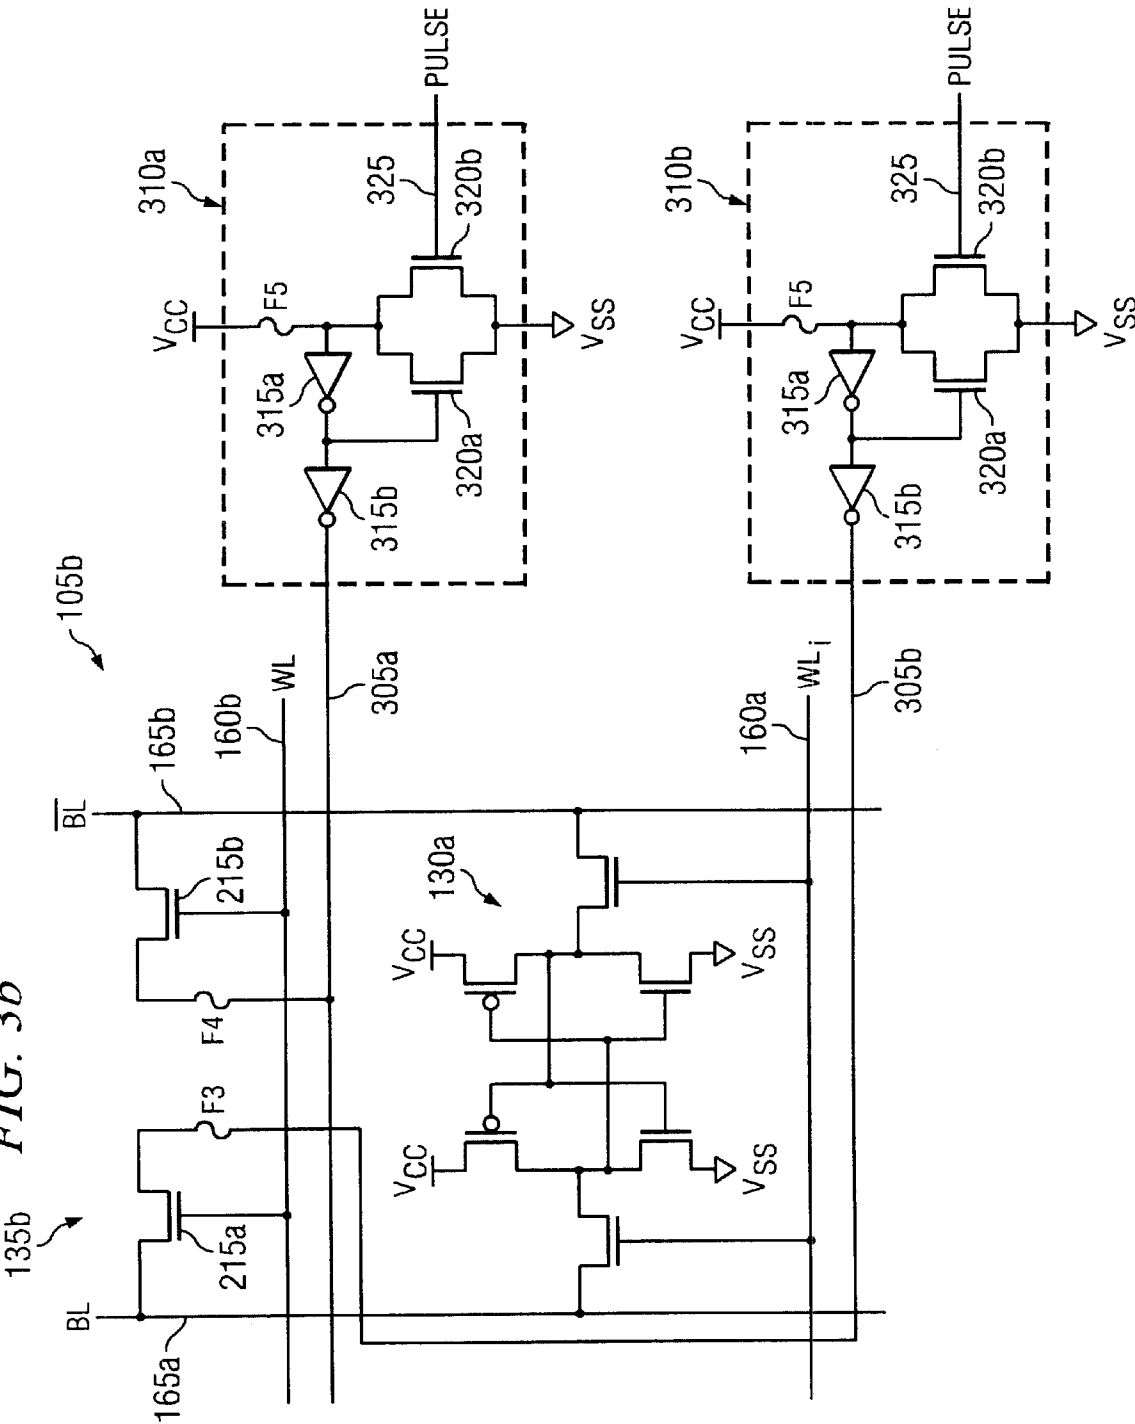 FIG. 3b
135b
105b
BL
B̅L̅
165a
165b
215a
215b
F3
F4
160b
WL
305a
310a
VCC
F5
315a
315b
320a
320b
325
PULSE
VSS
130a
VCC
VCC
VSS
VSS
160a
WLi
305b
310b
VCC
F5
315a
315b
320a
320b
325
PULSE
VSS